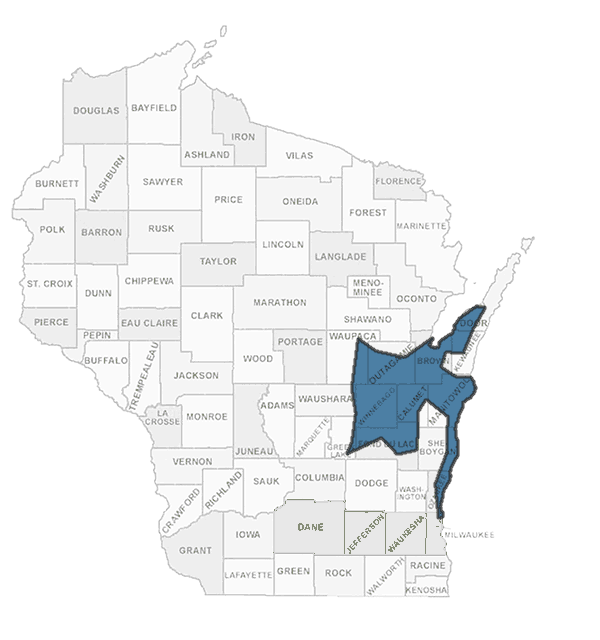 DOUGLAS
BAYFIELD
ASHLAND
IRON
VILAS
BURNETT
WASHBURN
SAWYER
PRICE
ONEIDA
FLORENCE
FOREST
MARINETTE
POLK
BARRON
RUSK
LINCOLN
LANGLADE
TAYLOR
ST. CROIX
DUNN
CHIPPEWA
MENO-
MINEE
OCONTO
MARATHON
CLARK
SHAWANO
DOOR
PIERCE
PEPIN
EAU CLAIRE
PORTAGE
WAUPACA
OUTAGAMIE
BROWN
KEWAUNEE
BUFFALO
TREMPEALEAU
JACKSON
WOOD
ADAMS
WAUSHARA
WINNEBAGO
CALUMET
MANITOWOC
LA
CROSSE
MONROE
JUNEAU
MARQUETTE
GREEN
LAKE
FOND DU LAC
SHE
BOYGAN
VERNON
CRAWFORD
RICHLAND
SAUK
COLUMBIA
DODGE
WASH-
INGTON
DANE
JEFFERSON
WAUKESHA
MILWAUKEE
GRANT
IOWA
LAFAYETTE
GREEN
ROCK
WALWORTH
RACINE
KENOSHA